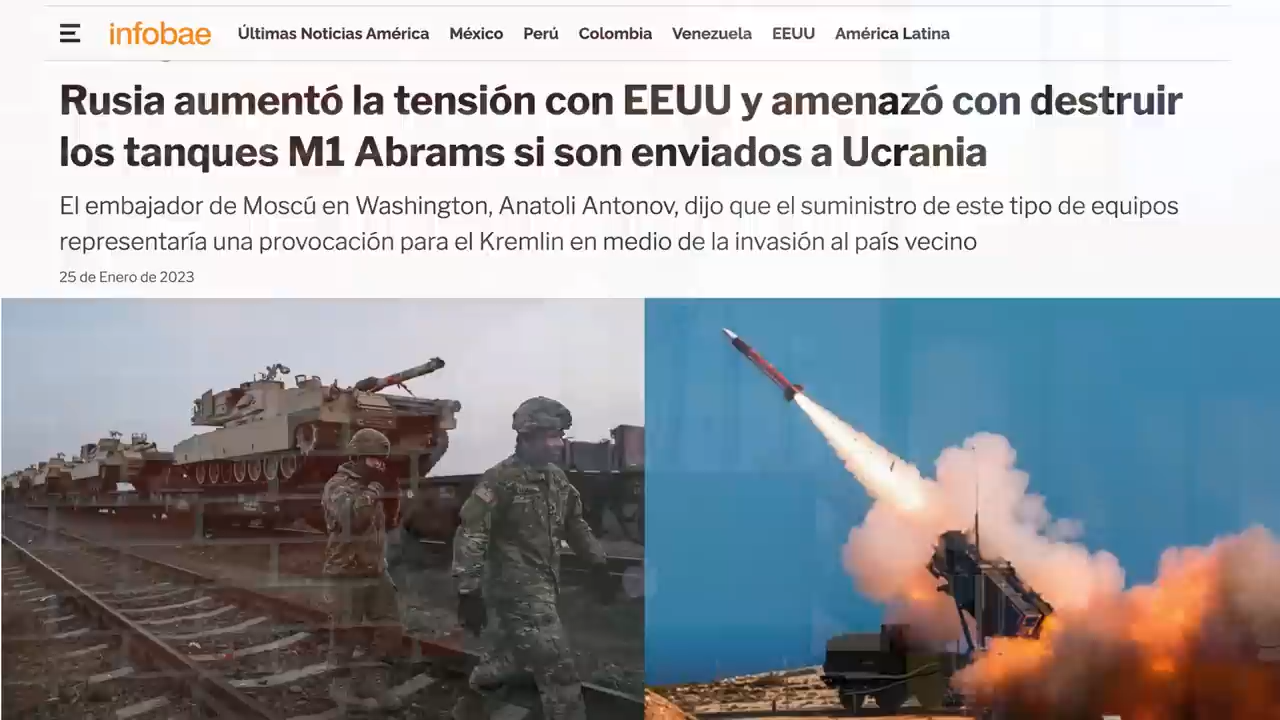 infobae Últimas Noticias América México Perú Colombia Venezuela EEUU América Latina
Rusia aumentó la tensión con EEUU y amenazó con destruir
los tanques M1 Abrams si son enviados a Ucrania
El embajador de Moscú en Washington, Anatoli Antonov, dijo que el suministro de este tipo de equipos
representaría una provocación para el Kremlin en medio de la invasión al país vecino
25 de Enero de 2023